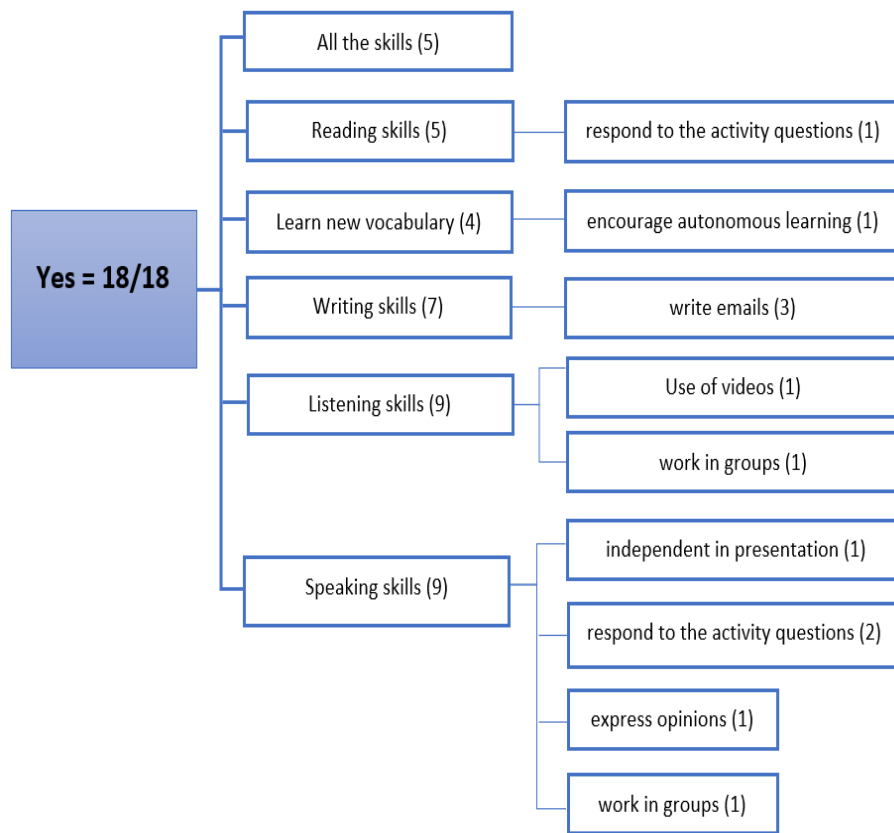 All the skills (5)
Reading skills (5)
respond to the activity questions (1)
Learn new vocabulary (4)
encourage autonomous learning (1)
Yes = 18/18
Writing skills (7)
write emails (3)
Listening skills (9)
Use of videos (1)
work in groups (1)
Speaking skills (9)
independent in presentation (1)
respond to the activity questions (2)
express opinions (1)
work in groups (1)